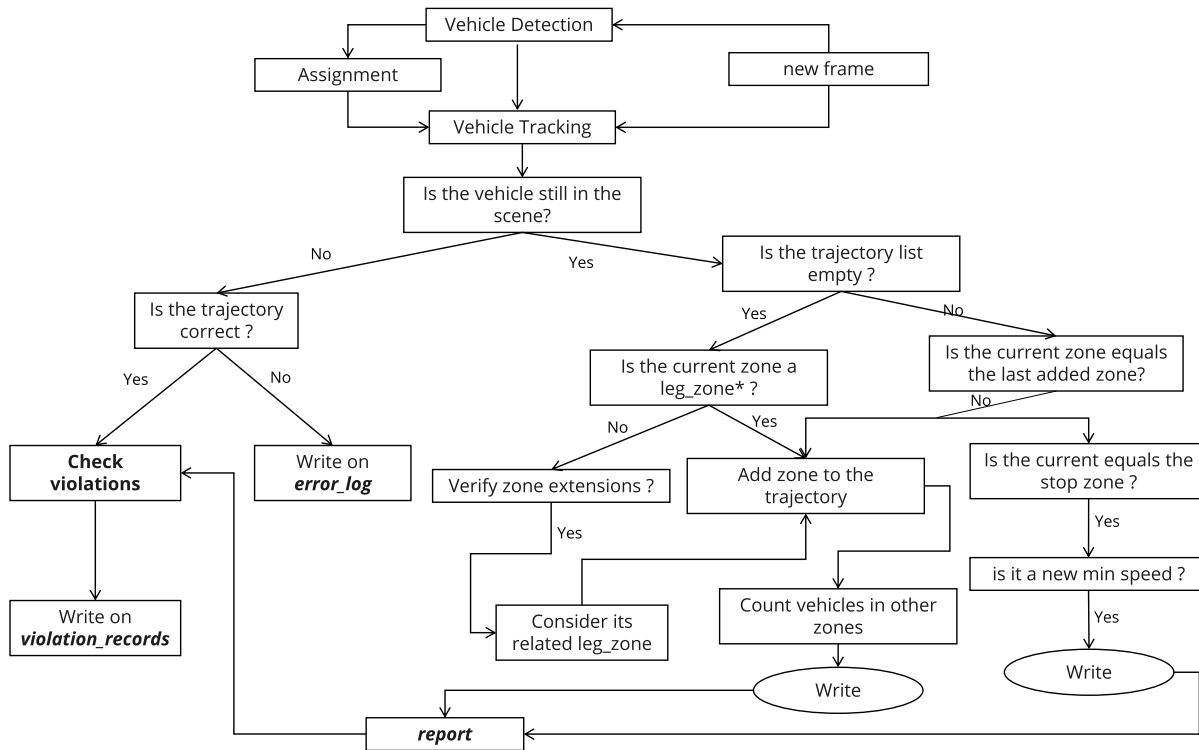 Vehicle Detection
Assignment
new frame
Vehicle Tracking
Is the vehicle still in the
scene?
No
Yes
Is the trajectory list
empty ?
Is the trajectory
correct ?
Yes
No
Is the current zone a
leg_zone* ?
Is the current zone equals
the last added zone?
Yes
No
No
Yes
No
Check
violations
Write on
error_log
Verify zone extensions ?
Add zone to the
trajectory
Is the current equals the
stop zone ?
Yes
Yes
is it a new min speed ?
Write on
violation_records
Consider its
related leg_zone
Count vehicles in other
zones
Yes
Write
Write
report